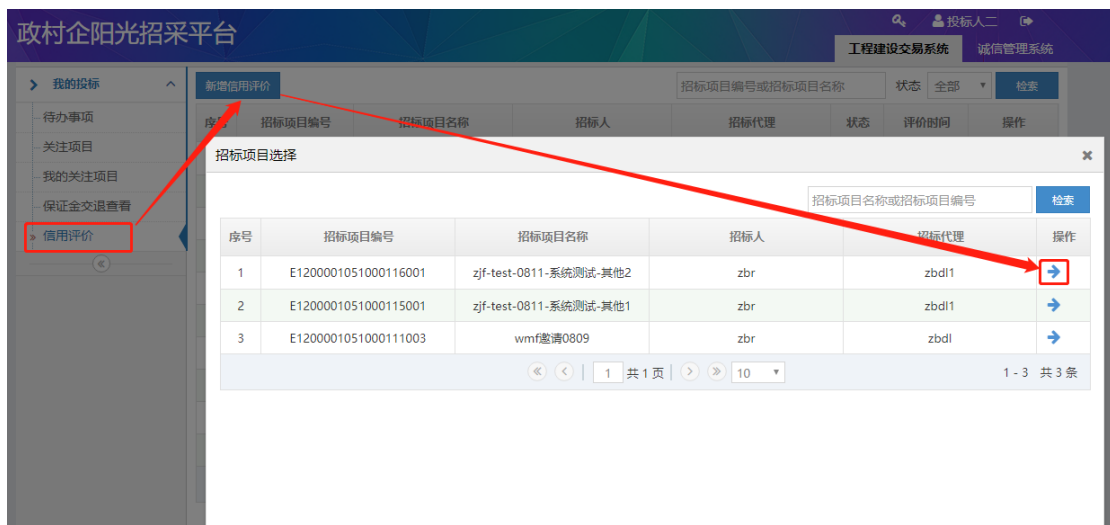 政村企阳光招采平台
投标人二
工程建设交易系统 诚信管理系统
我的投标
待办事项
关注项目
我的关注项目
保证金交退查看
信用评价
新增信用评价 招标项目编号或招标项目名称 状态 全部 检索
序号 招标项目编号 招标项目名称 招标人 招标代理 状态 评价时间 操作
招标项目选择
招标项目名称或招标项目编号 检索
序号 招标项目编号 招标项目名称 招标人 招标代理 操作
1 E1200001051000116001 zjf-test-0811-系统测试-其他2 zbr zbdl1
2 E1200001051000115001 zjf-test-0811-系统测试-其他1 zbr zbdl1
3 E1200001051000111003 wmf邀请0809 zbr zbdl
1 共1页 10 1 - 3 共3条